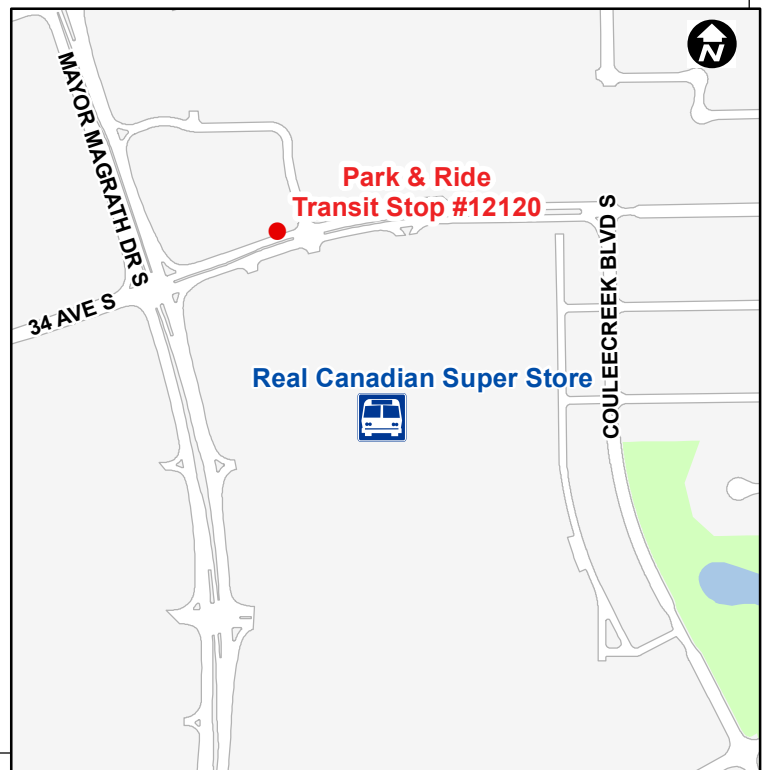 N
MAYOR MAGRATH DR S
Park & Ride
Transit Stop #12120
COULEECREEK BLVD S
34 AVE S
Real Canadian Super Store